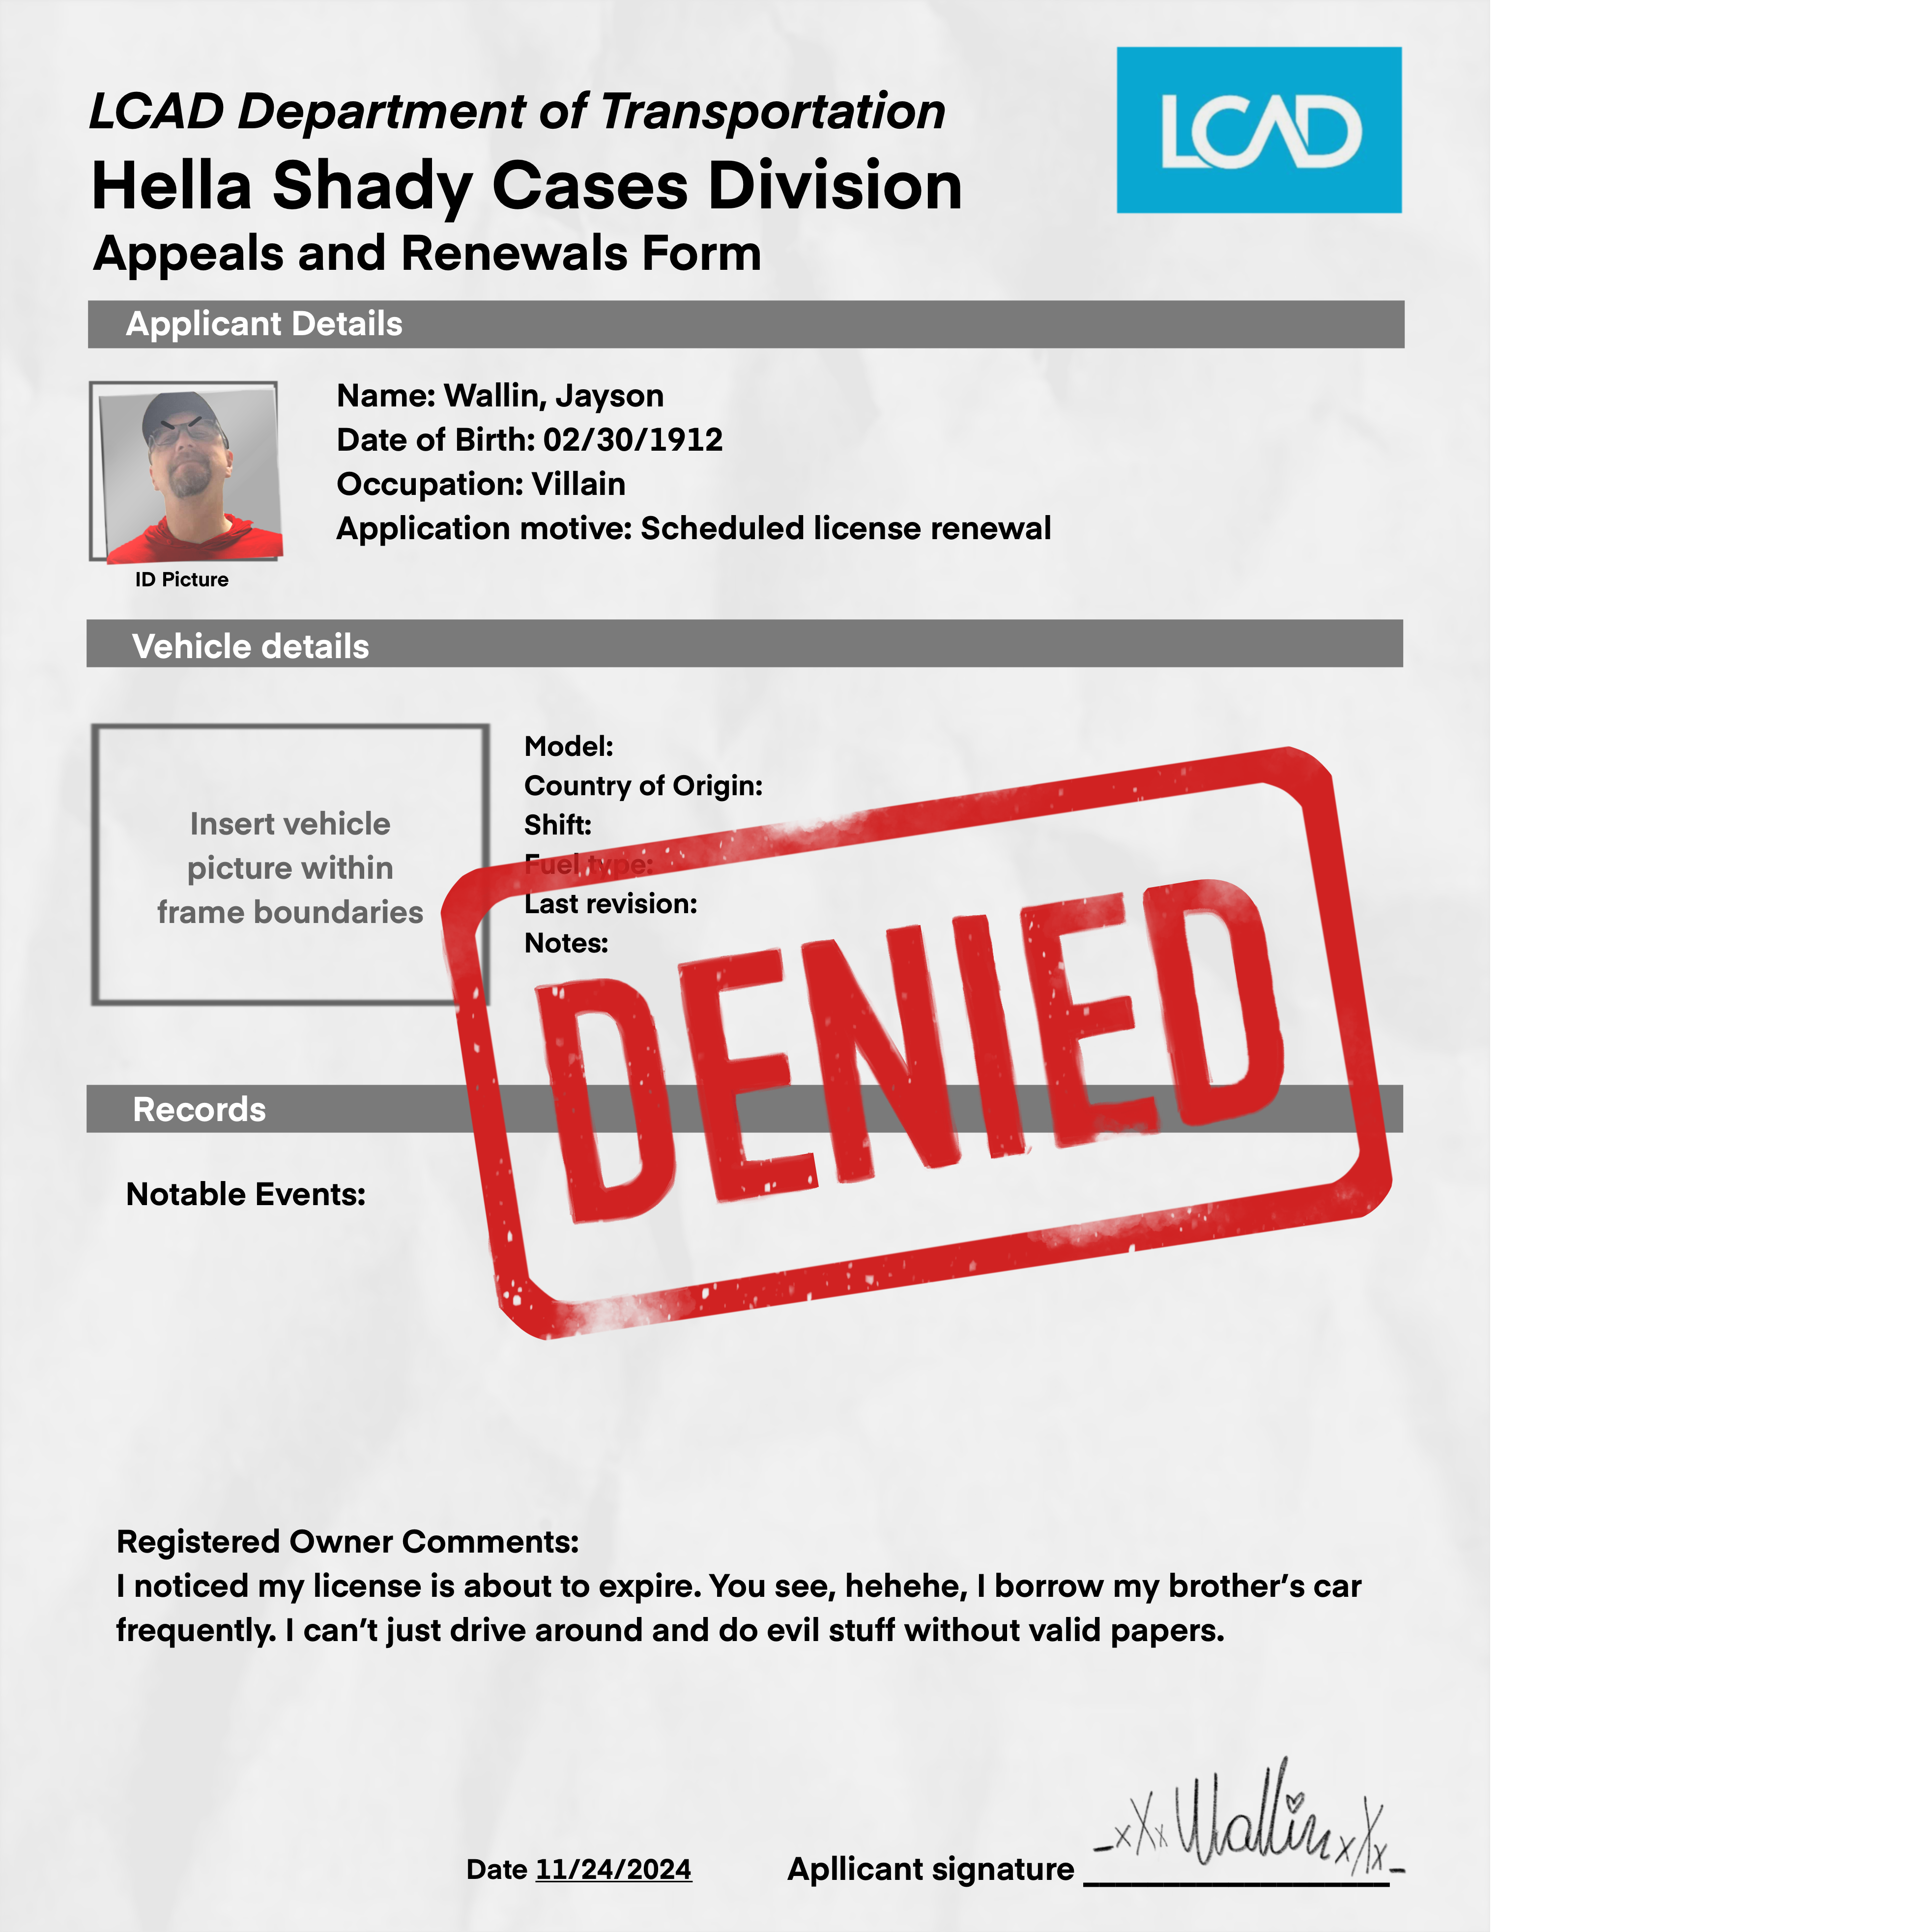 LCAD Department of Transportation
LCAD
Hella Shady Cases Division
Appeals and Renewals Form
Applicant Details
Name: Wallin, Jayson
Date of Birth: 02/30/1912
Occupation: Villain
Application motive: Scheduled license renewal
ID Picture
Vehicle details
Insert vehicle
picture within
frame boundaries
Model:
Country of Origin:
Shift:
Fuel type:
Last revision:
Notes:
DENIED
Records
Notable Events:
Registered Owner Comments:
I noticed my license is about to expire. You see, hehehe, I borrow my brother’s car
frequently. I can’t just drive around and do evil stuff without valid papers.
Date 11/24/2024
Apllicant signature _xXx Wallin xXx_